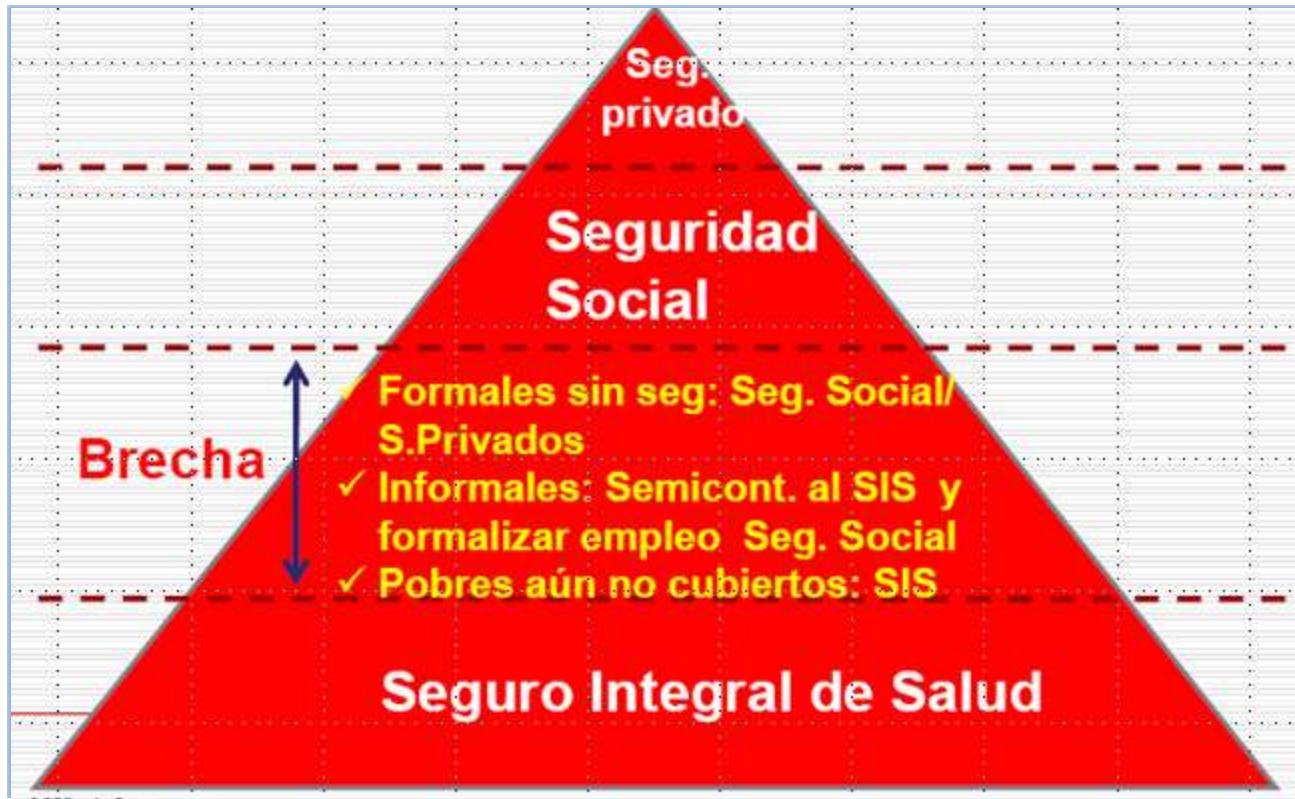 Seg.
privado
Seguridad
Social
Brecha
✓ Formales sin seg: Seg. Social/
S.Privados
✓ Informales: Semicont. al SIS y
formalizar empleo Seg. Social
✓ Pobres aún no cubiertos: SIS
Seguro Integral de Salud